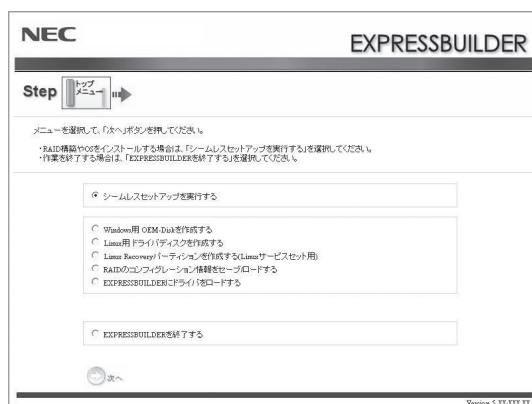 NEC
EXPRESSBUILDER
Step トップ
メニュー
メニューを選択して、「次へ」ボタンを押してください。
・RAID構築やOSをインストールする場合は、「シームレスセットアップを実行する」を選択してください。
・作業を終了する場合は、「EXPRESSBUILDERを終了する」を選択してください。
シームレスセットアップを実行する
Windows用 OEM-Diskを作成する
Linux用 ドライバディスクを作成する
Linux Recoveryパーティションを作成する(Linuxサービスセット用)
RAIDのコンフィグレーション情報をセーブ/ロードする
EXPRESSBUILDERにドライバをロードする
EXPRESSBUILDERを終了する
次へ
Version 5.YY-YYY.YY